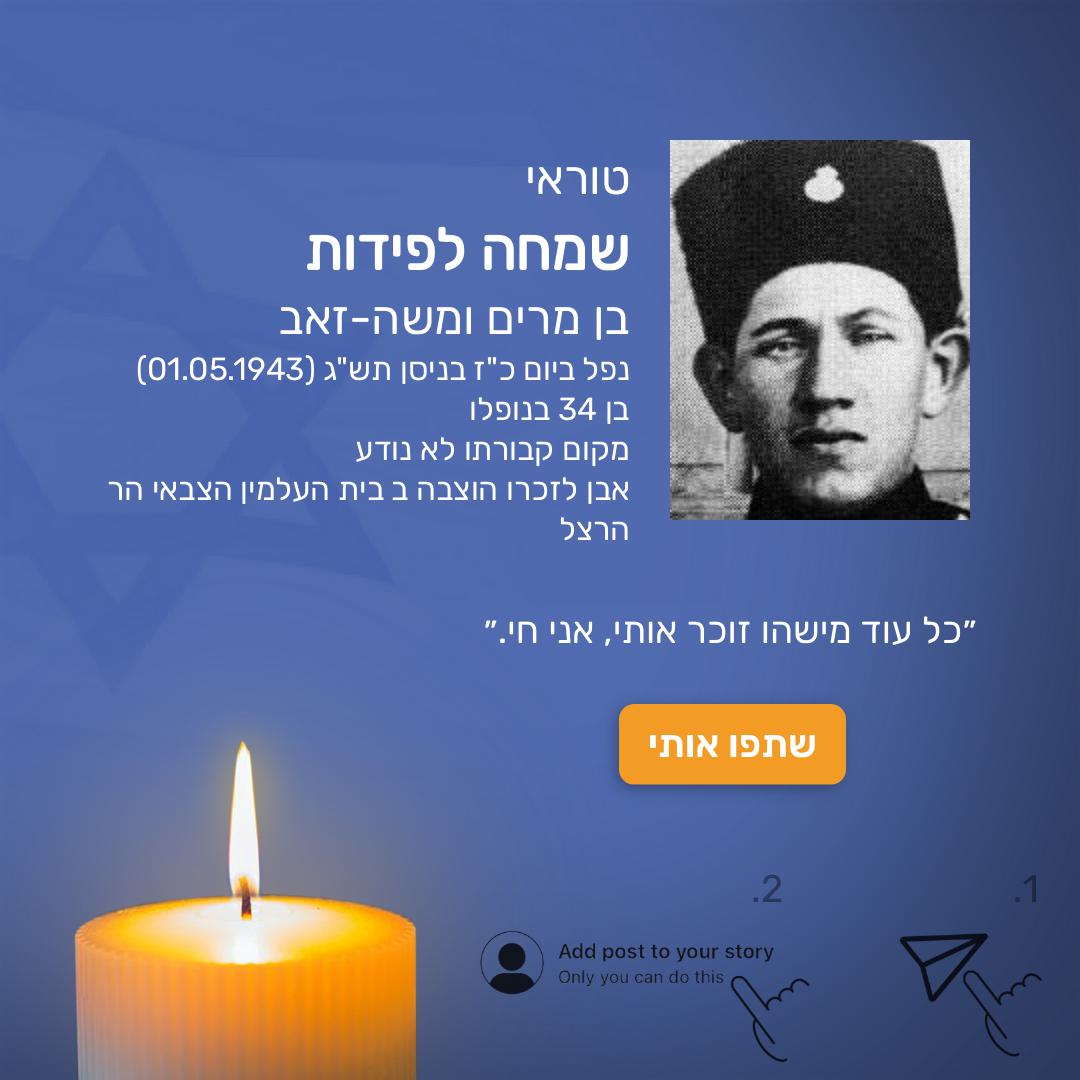 טוראי
שמחה לפידות
בן מרים ומשה-זאב
נפל ביום כ"ז בניסן תש"ג (01.05.1943)
בן 34 בנופלו
מקום קבורתו לא נודע
אבן לזכרו הוצבה ב בית העלמין הצבאי הר
הרצל
״כל עוד מישהו זוכר אותי, אני חי.״
שתפו אותי
.1
.2
Add post to your story
Only you can do this